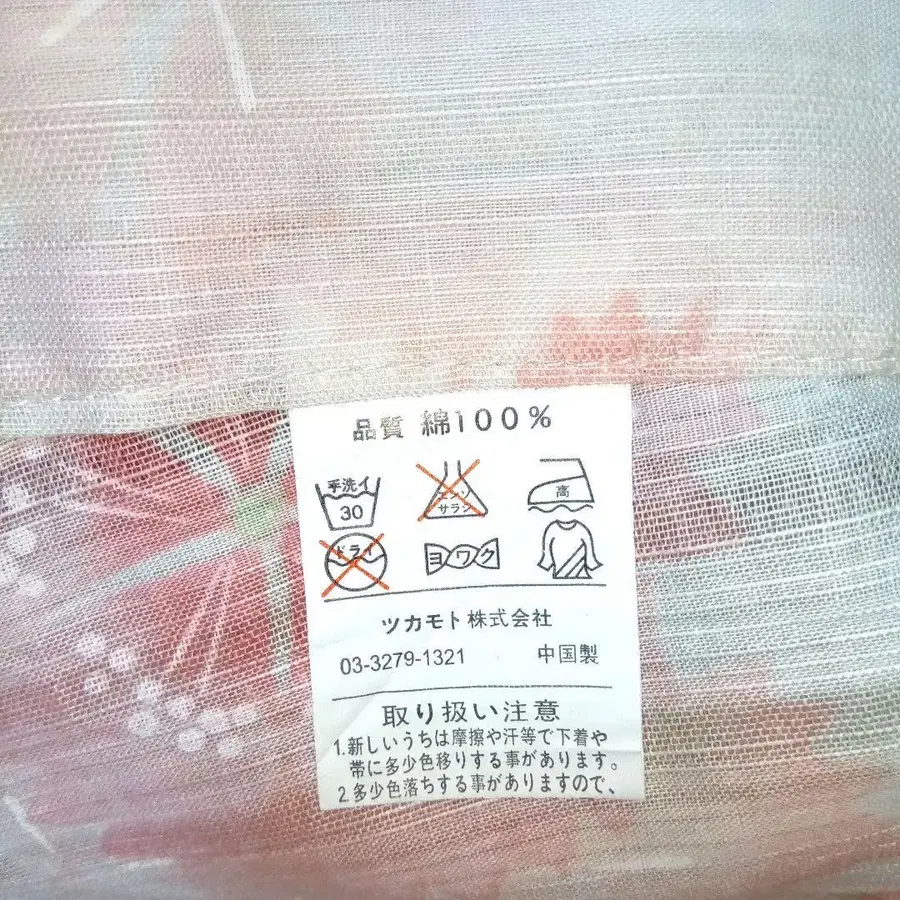 品質 綿100%
手洗イ
30
エンソ
サラシ
高
ドライ
ヨワク
ツカモト株式会社
03-3279-1321 中国製
取り扱い注意
1.新しいうちは摩擦や汗等で下着や
帯に多少色移りする事があります。
2.多少色落ちする事がありますので、